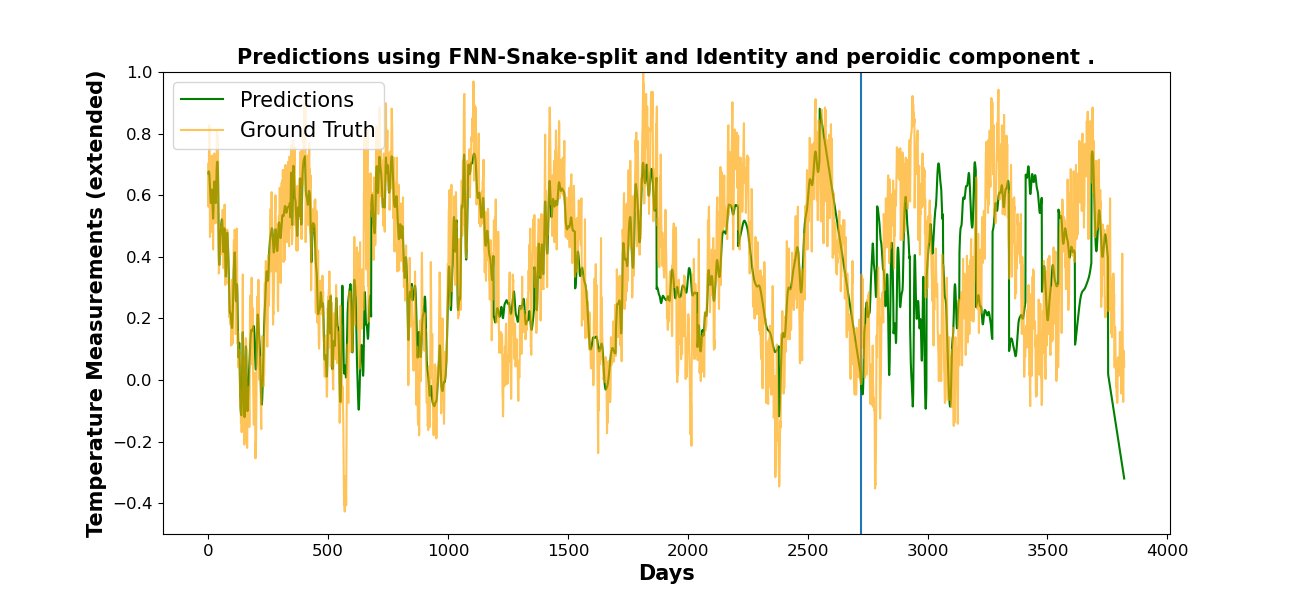 Predictions using FNN-Snake-split and Identity and peroidic component .
Temperature Measurements (extended)
1.0
0.8
0.6
0.4
0.2
0.0
−0.2
−0.4
Predictions
Ground Truth
0 500 1000 1500 2000 2500 3000 3500 4000
Days